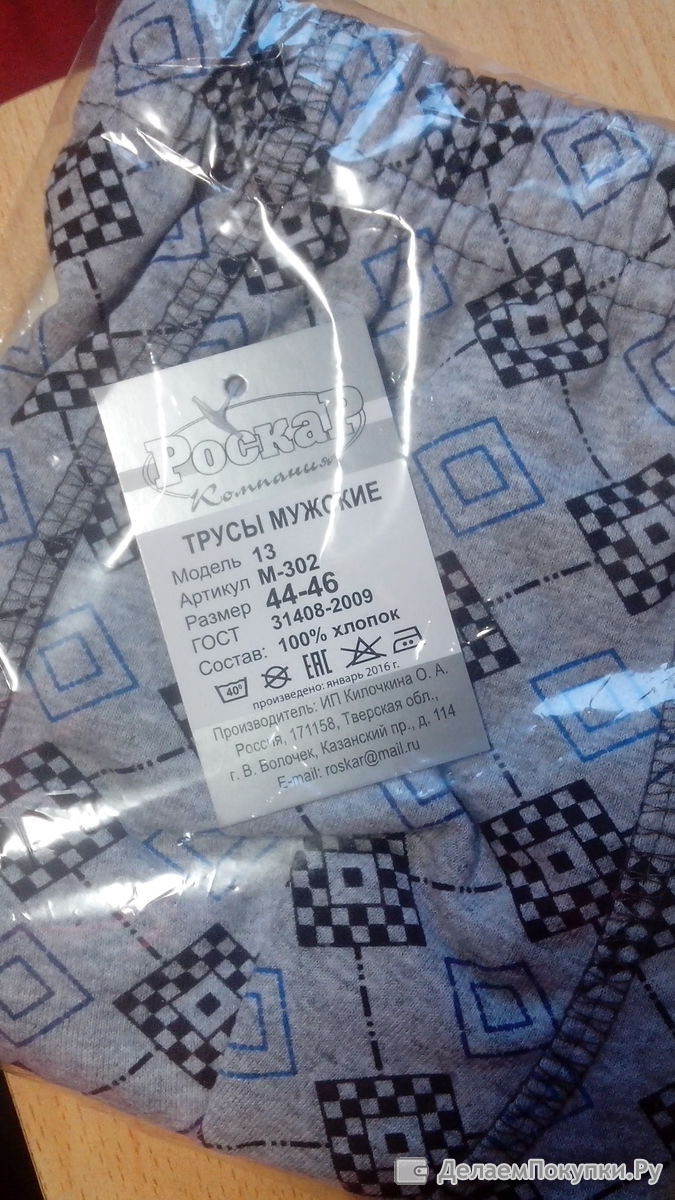 РоскаР
Компания
ТРУСЫ МУЖСКИЕ
Модель 13
Артикул М-302
Размер 44-46
ГОСТ 31408-2009
Состав: 100% хлопок
40° EAC
произведено: январь 2016 г.
Производитель: ИП Килочкина О. А.
Россия, 171158, Тверская обл.,
г. В. Волочек, Казанский пр., д. 114
E-mail: roskar@mail.ru
ДелаемПокупки.Ру